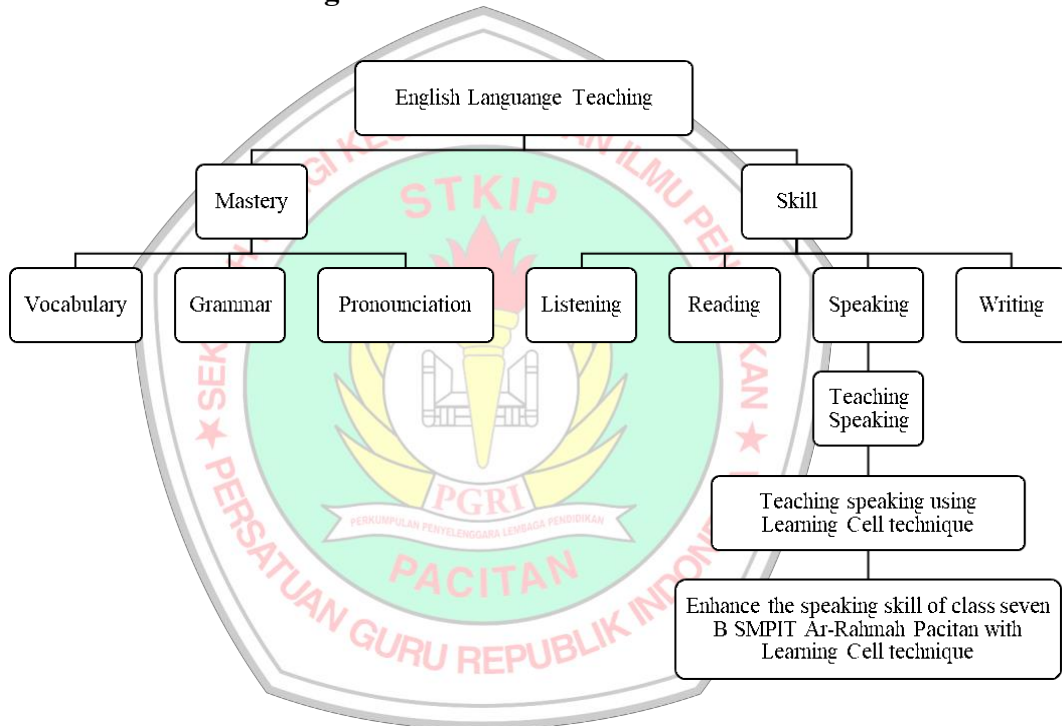 g
English Languange Teaching
Mastery
Skill
Vocabulary
Grammar
Pronounciation
Listening
Reading
Speaking
Writing
Teaching
Speaking
Teaching speaking using
Learning Cell technique
Enhance the speaking skill of class seven
B SMPIT Ar-Rahmah Pacitan with
Learning Cell technique
STKIP
PGRI
PERKUMPULAN PENYELENGGARA LEMBAGA PENDIDIKAN
PACITAN
ILMU
PERSATUAN GURU REPUBLIK